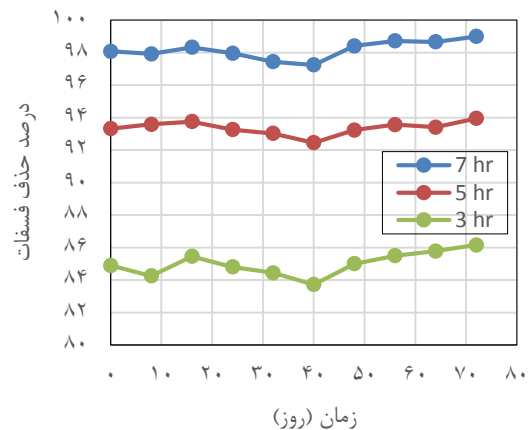 ۱۰۰
۹۸
۹۶
۹۴
۹۲
۹۰
۸۸
۸۶
۸۴
۸۲
۸۰
درصد حذف فسفات
7 hr
5 hr
3 hr
۰ ۱۰ ۲۰ ۳۰ ۴۰ ۵۰ ۶۰ ۷۰ ۸۰
زمان (روز)